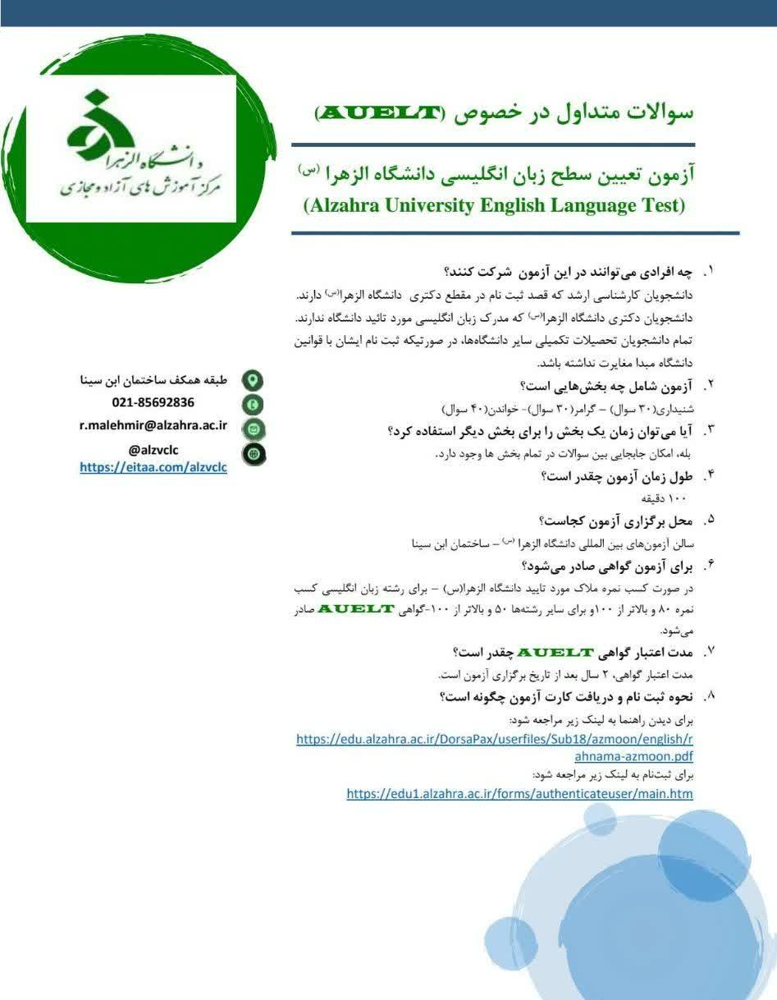 دانشگاه الزهرا
مرکز آموزش های آزاد و مجازی
سوالات متداول در خصوص (AUELT)
آزمون تعیین سطح زبان انگلیسی دانشگاه الزهرا (س)
(Alzahra University English Language Test)
۱. چه افرادی می‌توانند در این آزمون شرکت کنند؟
دانشجویان کارشناسی ارشد که قصد ثبت نام در مقطع دکتری دانشگاه الزهرا(س) دارند.
دانشجویان دکتری دانشگاه الزهرا(س) که مدرک زبان انگلیسی مورد تائید دانشگاه ندارند.
تمام دانشجویان تحصیلات تکمیلی سایر دانشگاه‌ها، در صورتیکه ثبت نام ایشان با قوانین
دانشگاه مبدا مغایرت نداشته باشد.
۲. آزمون شامل چه بخش‌هایی است؟
شنیداری(۳۰ سوال) – گرامر(۳۰ سوال)- خواندن(۴۰ سوال)
۳. آیا می‌توان زمان یک بخش را برای بخش دیگر استفاده کرد؟
بله، امکان جابجایی بین سوالات در تمام بخش ها وجود دارد.
۴. طول زمان آزمون چقدر است؟
۱۰۰ دقیقه
۵. محل برگزاری آزمون کجاست؟
سالن آزمون‌های بین المللی دانشگاه الزهرا (س) – ساختمان ابن سینا
۶. برای آزمون گواهی صادر می‌شود؟
در صورت کسب نمره ملاک مورد تایید دانشگاه الزهرا(س) – برای رشته زبان انگلیسی کسب
نمره ۸۰ و بالاتر از ۱۰۰و برای سایر رشته‌ها ۵۰ و بالاتر از ۱۰۰-گواهی AUELT صادر
می‌شود.
۷. مدت اعتبار گواهی AUELT چقدر است؟
مدت اعتبار گواهی، ۲ سال بعد از تاریخ برگزاری آزمون است.
۸. نحوه ثبت نام و دریافت کارت آزمون چگونه است؟
برای دیدن راهنما به لینک زیر مراجعه شود:
https://edu.alzahra.ac.ir/DorsaPax/userfiles/Sub18/azmoon/english/r
ahnama-azmoon.pdf
برای ثبت‌نام به لینک زیر مراجعه شود:
https://edu1.alzahra.ac.ir/forms/authenticateuser/main.htm
طبقه همکف ساختمان ابن سینا
021-85692836
r.malehmir@alzahra.ac.ir
@alzvclc
https://eitaa.com/alzvclc